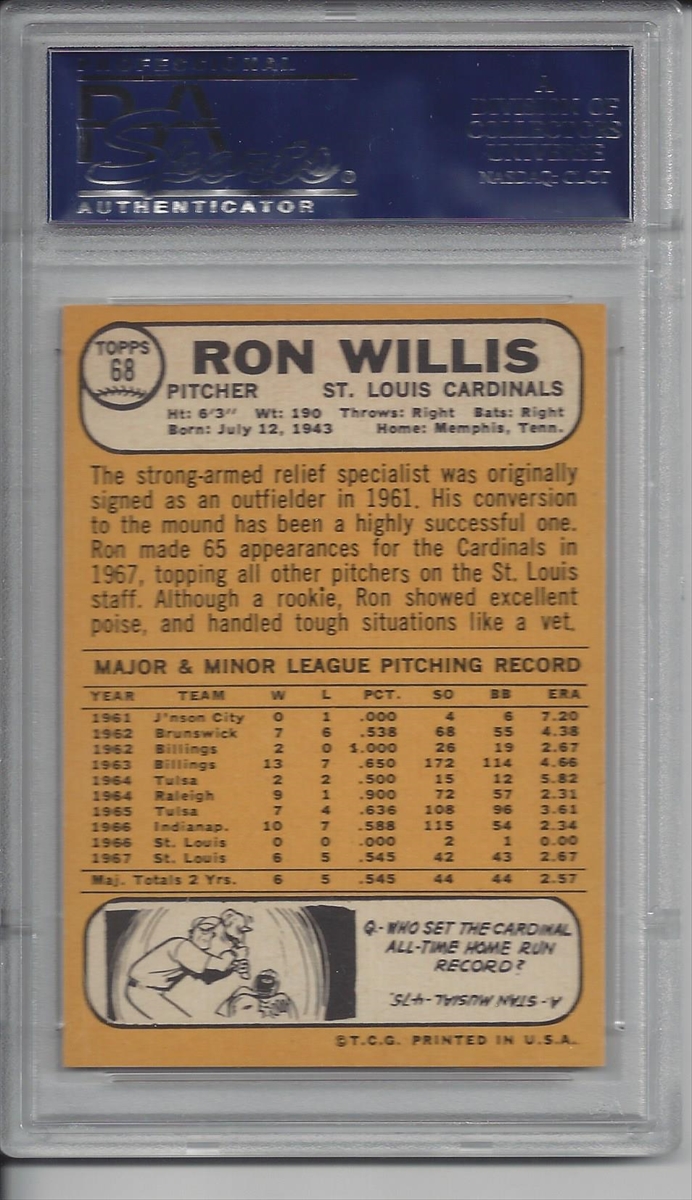 PROFESSIONAL
PSA
Sports
AUTHENTICATOR
A
DIVISION OF
COLLECTORS
UNIVERSE
NASDAQ: CLCT
TOPPS
68
RON WILLIS
PITCHER ST. LOUIS CARDINALS
Ht: 6'3" Wt: 190 Throws: Right Bats: Right
Born: July 12, 1943 Home: Memphis, Tenn.
The strong-armed relief specialist was originally
signed as an outfielder in 1961. His conversion
to the mound has been a highly successful one.
Ron made 65 appearances for the Cardinals in
1967, topping all other pitchers on the St. Louis
staff. Although a rookie, Ron showed excellent
poise, and handled tough situations like a vet.
MAJOR & MINOR LEAGUE PITCHING RECORD
YEAR TEAM W L PCT. SO BB ERA
1961 J'nson City 0 1 .000 4 6 7.20
1962 Brunswick 7 6 .538 68 55 4.38
1962 Billings 2 0 1.000 26 19 2.67
1963 Billings 13 7 .650 172 114 4.66
1964 Tulsa 2 2 .500 15 12 5.82
1964 Raleigh 9 1 .900 72 57 2.31
1965 Tulsa 7 4 .636 108 96 3.61
1966 Indianap. 10 7 .588 115 54 2.34
1966 St. Louis 0 0 .000 2 1 0.00
1967 St. Louis 6 5 .545 42 43 2.67
Maj. Totals 2 Yrs. 6 5 .545 44 44 2.57
Q.- WHO SET THE CARDINAL
ALL-TIME HOME RUN
RECORD?
A- STAN MUSIAL -475.
©T.C.G. PRINTED IN U.S.A.